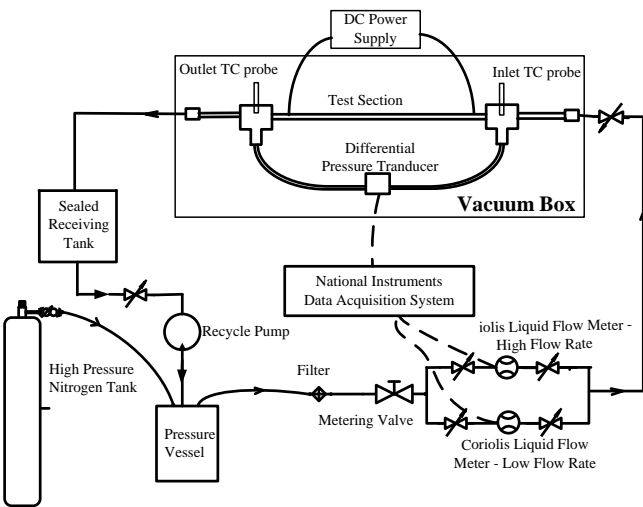 DC Power
Supply
Outlet TC probe
Inlet TC probe
Test Section
Differential
Pressure Tranducer
Vacuum Box
Sealed
Receiving
Tank
National Instruments
Data Acquisition System
Recycle Pump
iolis Liquid Flow Meter -
High Flow Rate
High Pressure
Nitrogen Tank
Filter
Metering Valve
Pressure
Vessel
Coriolis Liquid Flow
Meter - Low Flow Rate